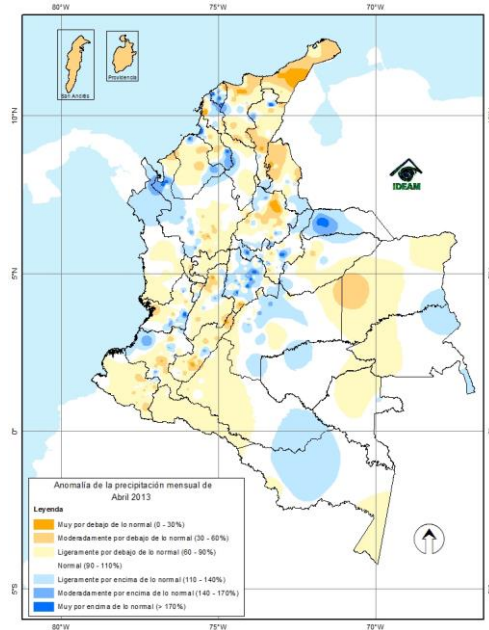 80°W
75°W
70°W
San Andrés
Providencia
10°N
IDEAM
5°N
0°
5°S
Anomalía de la precipitación mensual de
Abril 2013
Leyenda
Muy por debajo de lo normal (0 - 30%)
Moderadamente por debajo de lo normal (30 - 60%)
Ligeramente por debajo de lo normal (60 - 90%)
Normal (90 - 110%)
Ligeramente por encima de lo normal (110 - 140%)
Moderadamente por encima de lo normal (140 - 170%)
Muy por encima de lo normal (> 170%)
80°W
75°W
70°W